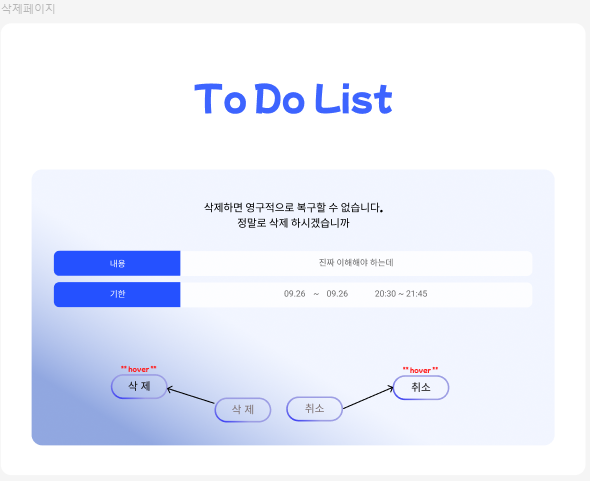 삭제페이지
To Do List
삭제하면 영구적으로 복구할 수 없습니다.
정말로 삭제 하시겠습니까
내용 진짜 이해해야 하는데
기한 09.26 ~ 09.26 20:30 ~ 21:45
**hover** **hover**
삭 제 취소
삭 제 취소